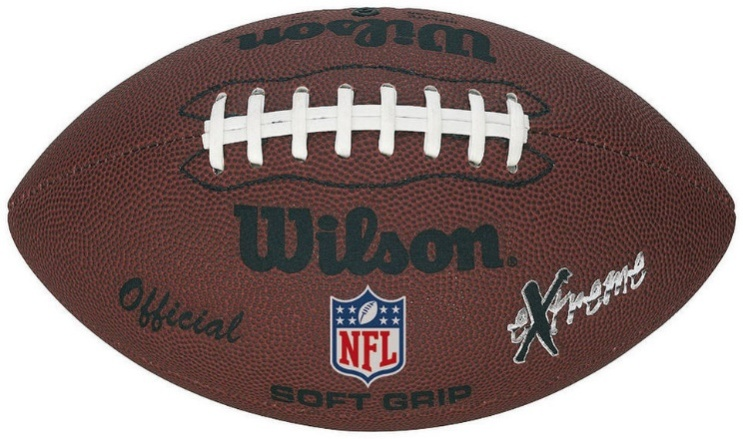 Wilson
Wilson.
Official
eXtreme
NFL
SOFT GRIP